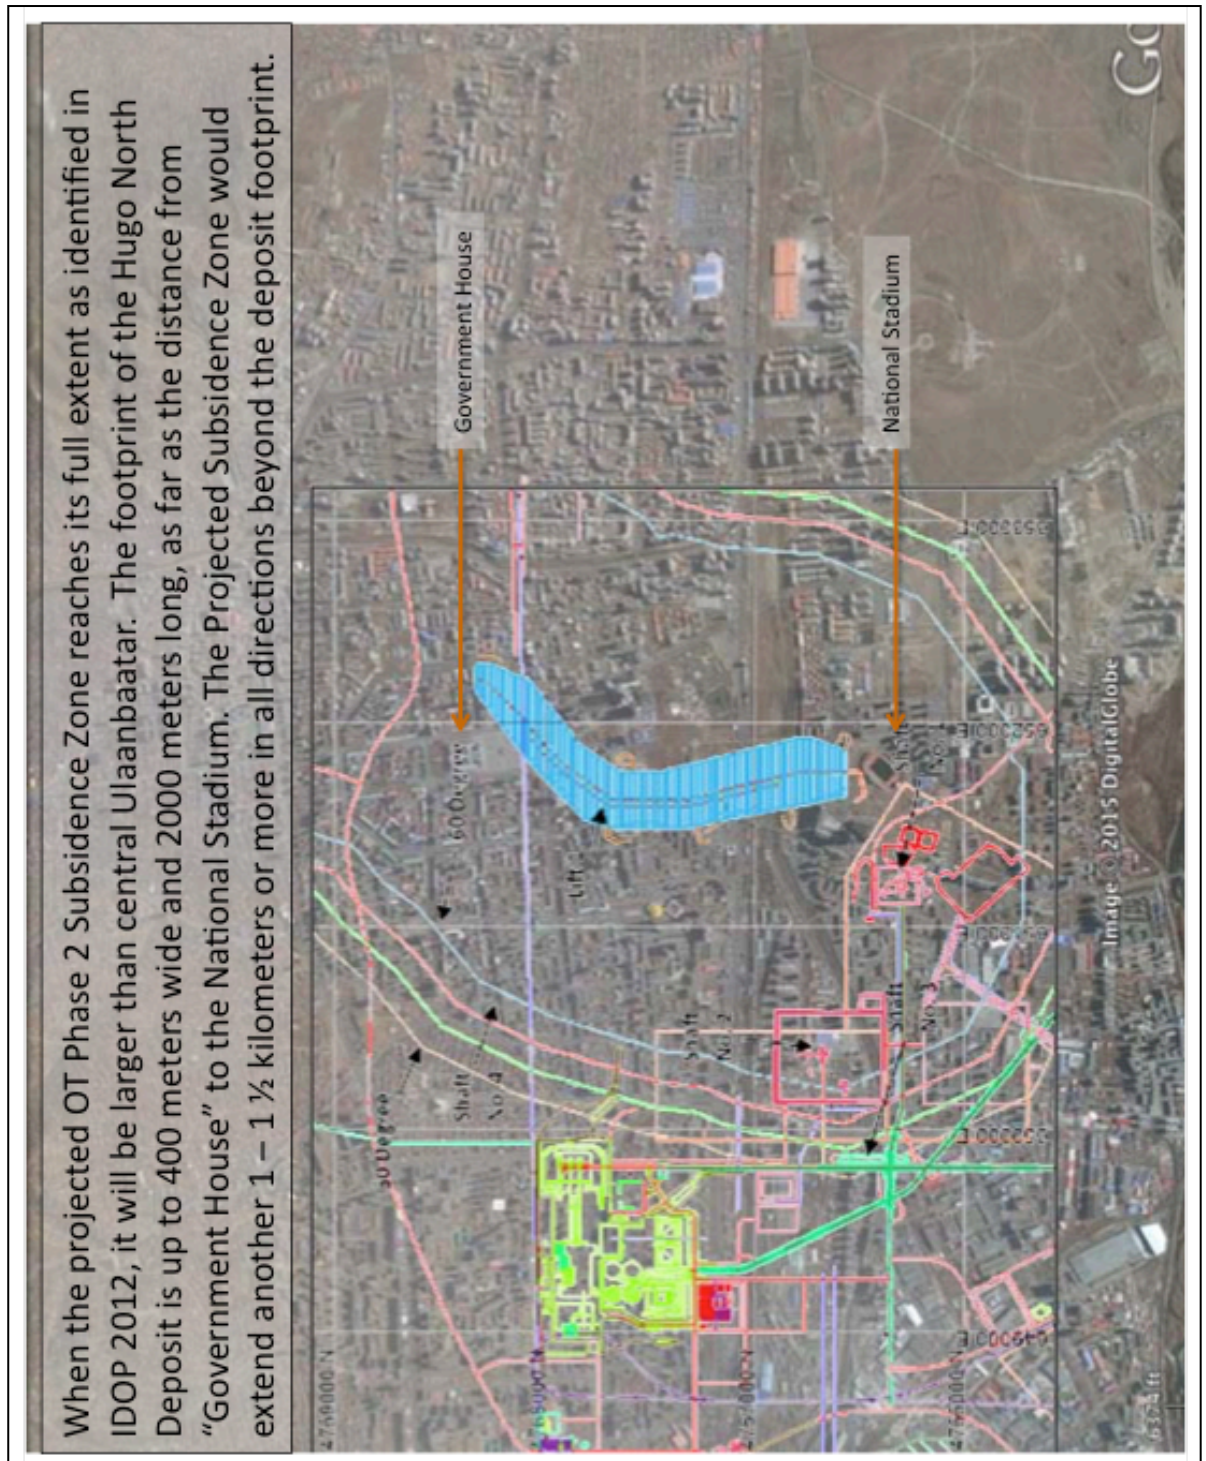 When the projected OT Phase 2 Subsidence Zone reaches its full extent as identified in
IDOP 2012, it will be larger than central Ulaanbaatar. The footprint of the Hugo North
Deposit is up to 400 meters wide and 2000 meters long, as far as the distance from
“Government House” to the National Stadium. The Projected Subsidence Zone would
extend another 1 – 1 ½ kilometers or more in all directions beyond the deposit footprint.
Government House
National Stadium
60 Degree
Lift
Shaft
Shaft
No. 2
Shaft
No. 3
Shaft
No. 4
Degree
Image © 2015 DigitalGlobe
Go